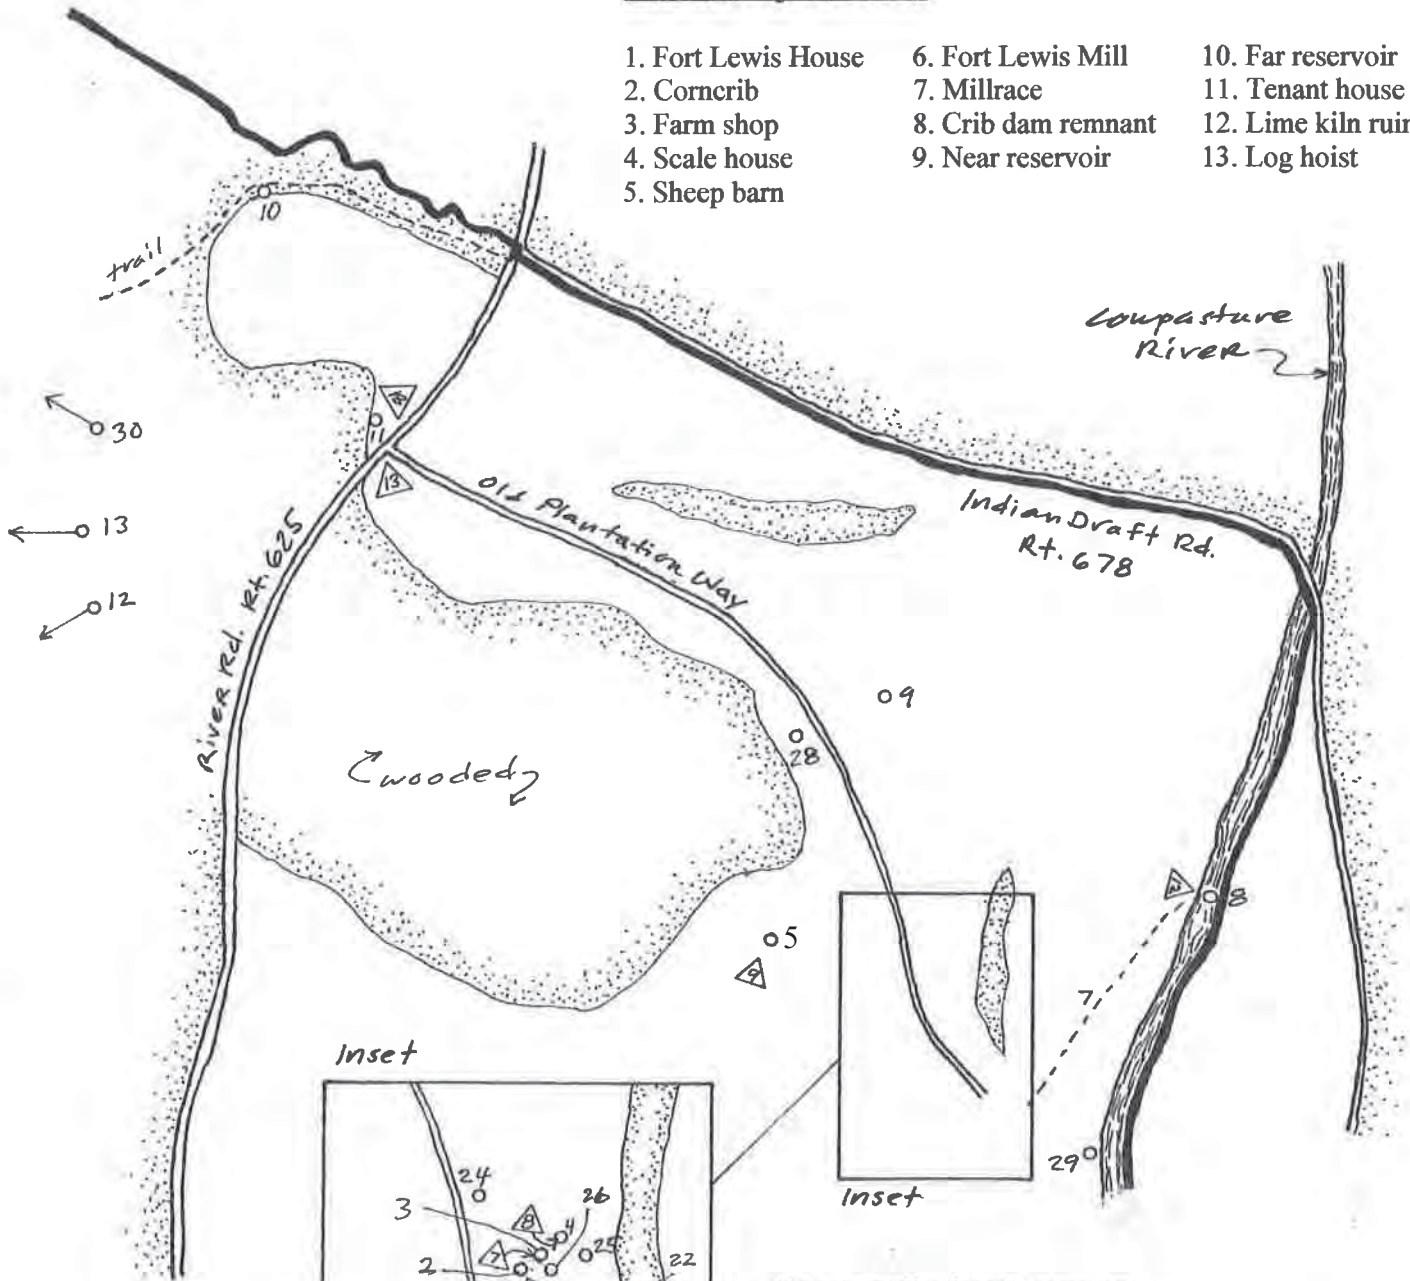 1. Fort Lewis House
2. Corncrib
3. Farm shop
4. Scale house
5. Sheep barn
6. Fort Lewis Mill
7. Millrace
8. Crib dam remnant
9. Near reservoir
10. Far reservoir
11. Tenant house
12. Lime kiln ruin
13. Log hoist
10
trail
Cowpasture
River
30
11
13
Old Plantation Way
Indian Draft Rd.
Rt. 678
13
12
River Rd. Rt. 625
9
28
wooded
8
5
9
7
Inset
29
Inset
24
26
3
8
4
7
25
2
22